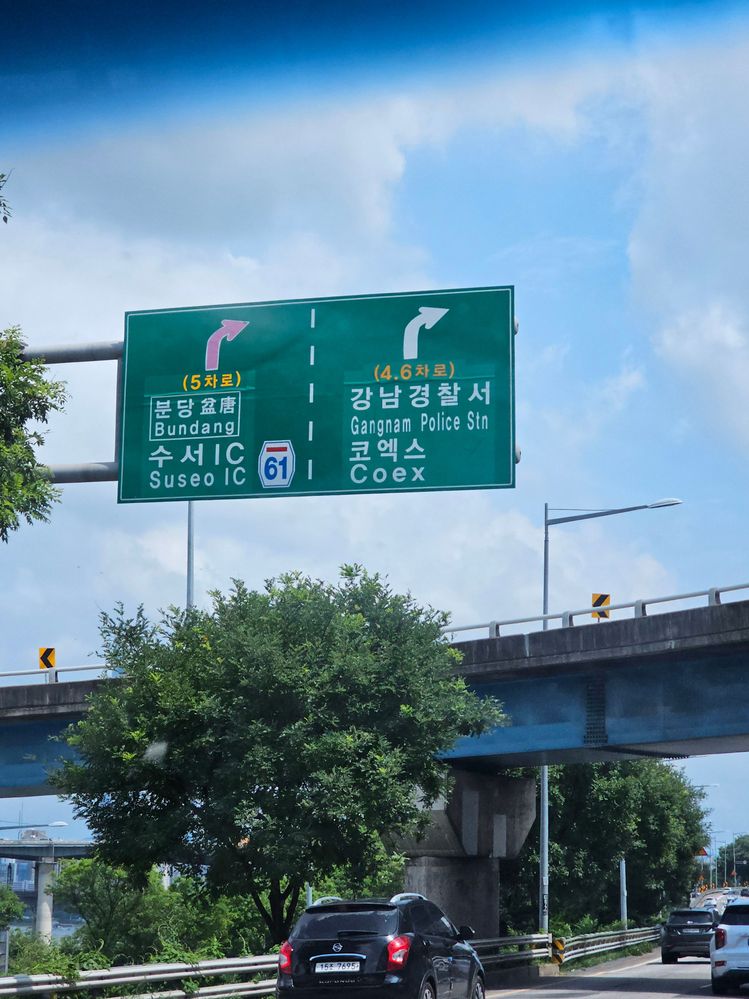 (5차로)
분당 盆唐
Bundang
수서IC
Suseo IC
61
(4.6차로)
강남경찰서
Gangnam Police Stn
코엑스
Coex